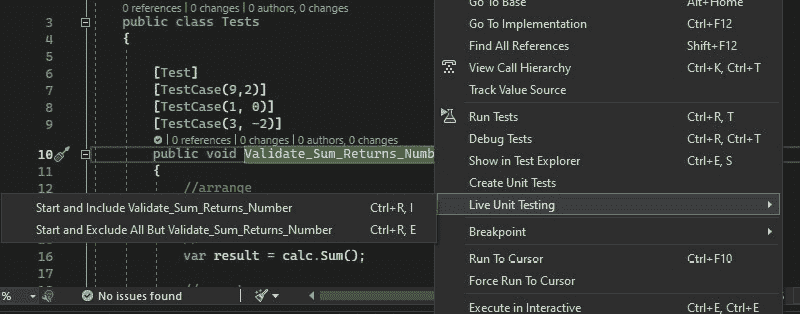 0 references | 0 changes | 0 authors, 0 changes
3 public class Tests
4 {
5
6 [Test]
7 [TestCase(9,2)]
8 [TestCase(1, 0)]
9 [TestCase(3, -2)]
0 references | 0 changes | 0 authors, 0 changes
10 public void Validate_Sum_Returns_Numb
11 {
12 //arrange
Start and Include Validate_Sum_Returns_Number Ctrl+R, I
Start and Exclude All But Validate_Sum_Returns_Number Ctrl+R, E
16 var result = calc.Sum();
17
% No issues found
Go To Base Alt+Home
Go To Implementation Ctrl+F12
Find All References Shift+F12
View Call Hierarchy Ctrl+K, Ctrl+T
Track Value Source
Run Tests Ctrl+R, T
Debug Tests Ctrl+R, Ctrl+T
Show in Test Explorer Ctrl+E, S
Create Unit Tests
Live Unit Testing
Breakpoint
Run To Cursor Ctrl+F10
Force Run To Cursor
Execute in Interactive Ctrl+E, Ctrl+E